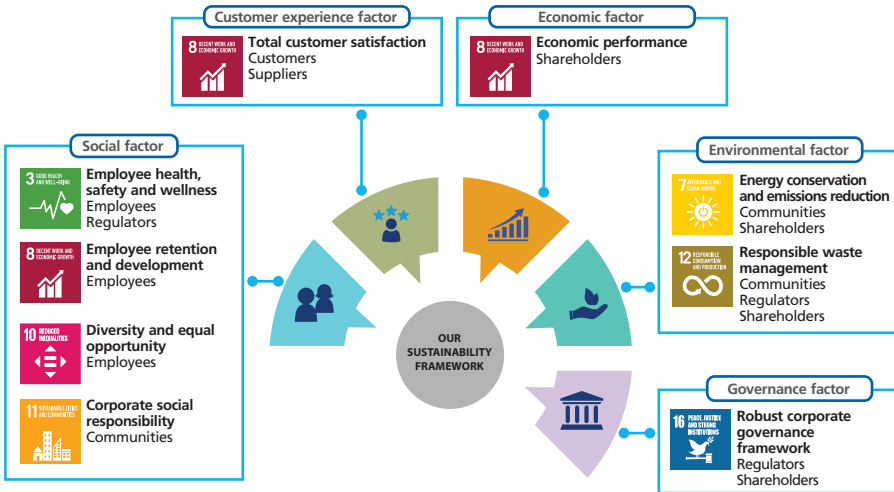 Customer experience factor
8 DECENT WORK AND
ECONOMIC GROWTH
Total customer satisfaction
Customers
Suppliers
Economic factor
8 DECENT WORK AND
ECONOMIC GROWTH
Economic performance
Shareholders
Social factor
3 GOOD HEALTH
AND WELL-BEING
Employee health,
safety and wellness
Employees
Regulators
8 DECENT WORK AND
ECONOMIC GROWTH
Employee retention
and development
Employees
10 REDUCED
INEQUALITIES
Diversity and equal
opportunity
Employees
11 SUSTAINABLE CITIES
AND COMMUNITIES
Corporate social
responsibility
Communities
OUR
SUSTAINABILITY
FRAMEWORK
Environmental factor
7 AFFORDABLE AND
CLEAN ENERGY
Energy conservation
and emissions reduction
Communities
Shareholders
12 RESPONSIBLE
CONSUMPTION
AND PRODUCTION
Responsible waste
management
Communities
Regulators
Shareholders
Governance factor
16 PEACE, JUSTICE
AND STRONG
INSTITUTIONS
Robust corporate
governance
framework
Regulators
Shareholders